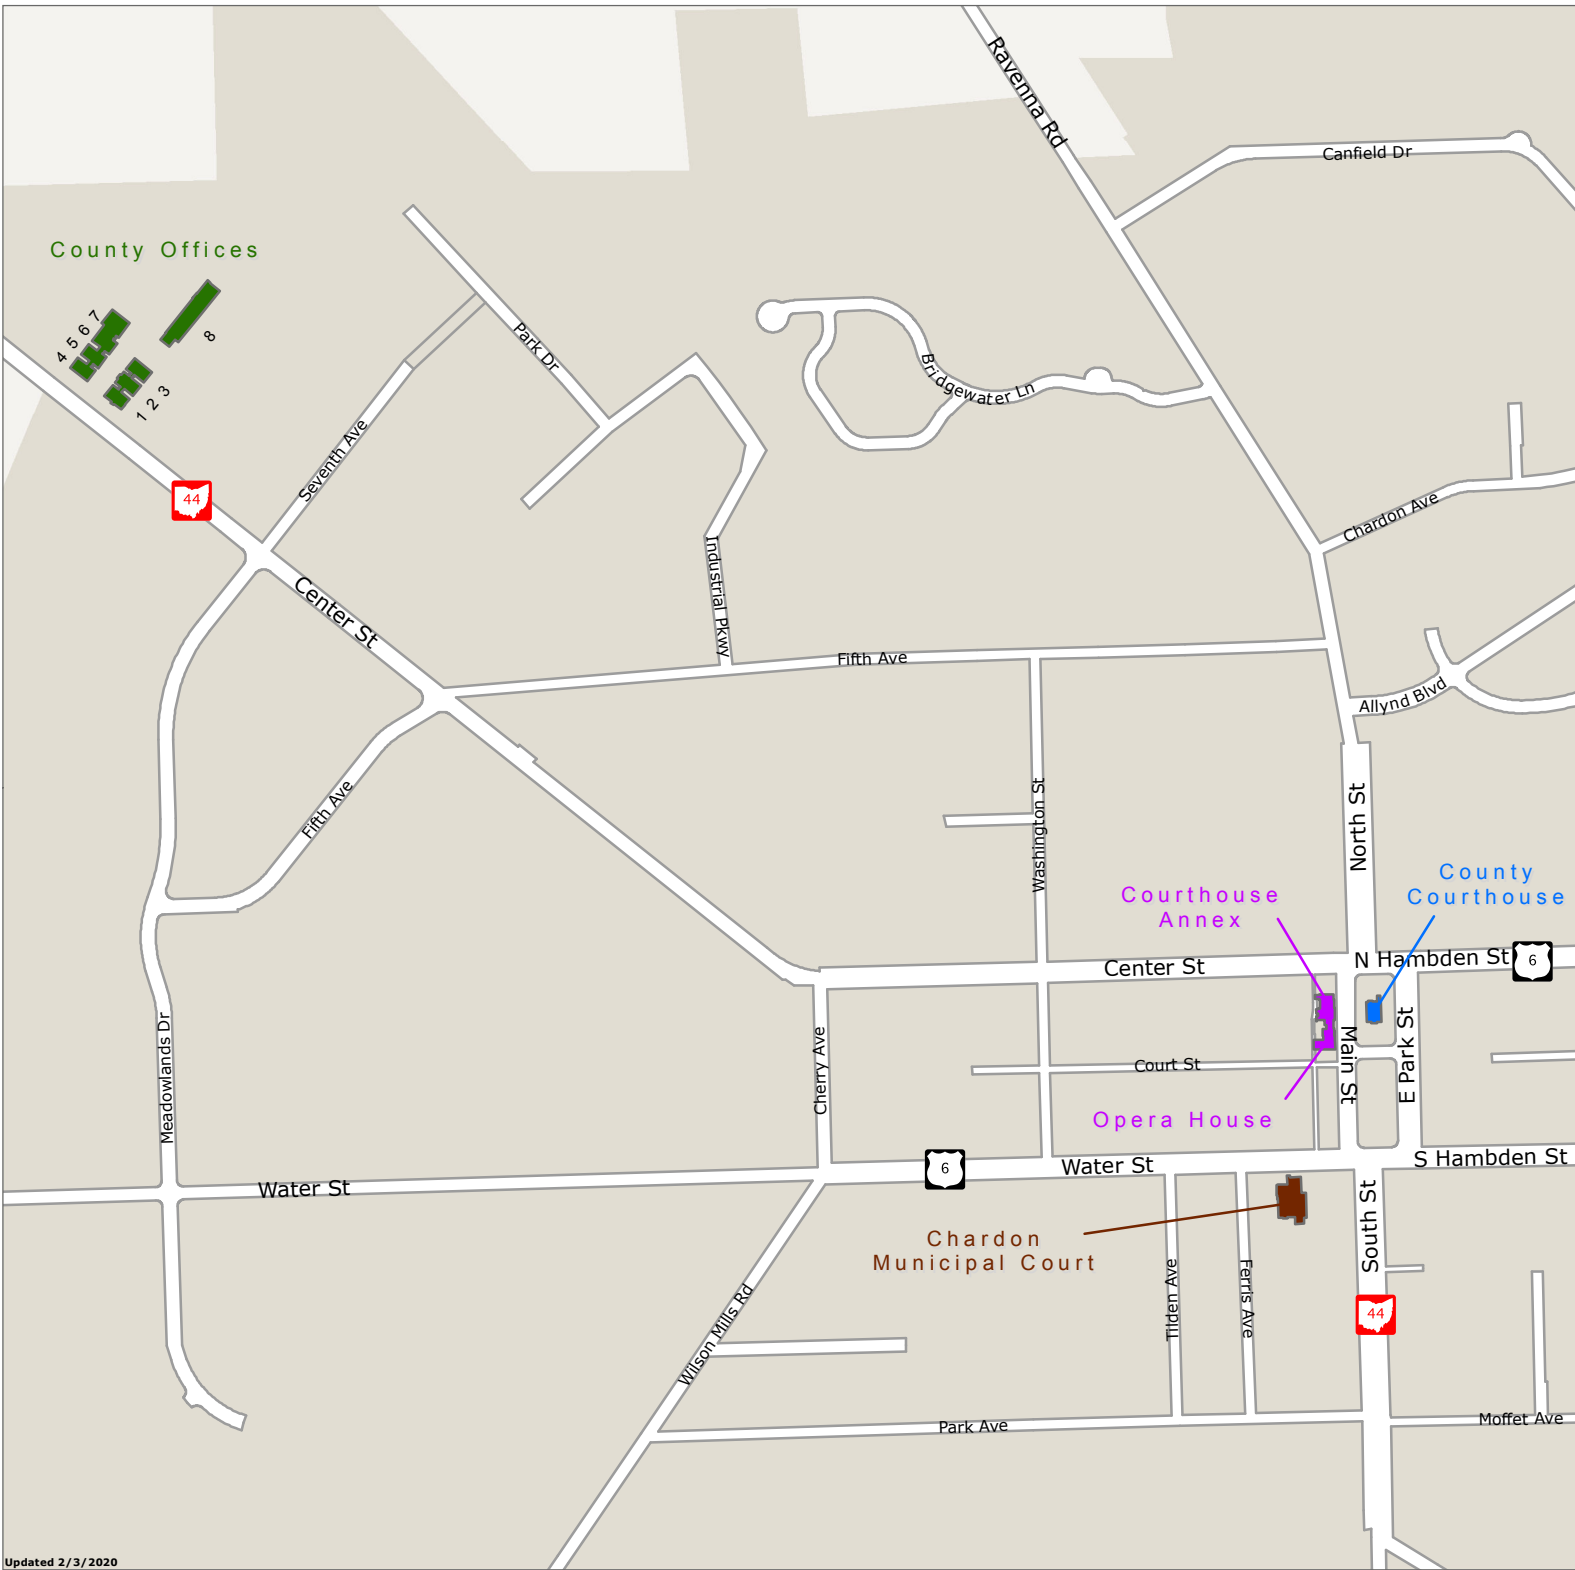 Ravenna Rd
Canfield Dr
County Offices
4 5 6 7
8
1 2 3
Park Dr
Bridgewater Ln
Seventh Ave
44
Chardon Ave
Industrial Pkwy
Center St
Fifth Ave
Allynd Blvd
Fifth Ave
Washington St
North St
County
Courthouse
Courthouse
Annex
Center St
N Hambden St
6
Meadowlands Dr
Cherry Ave
Court St
Main St
E Park St
Opera House
Water St
6
Water St
S Hambden St
South St
Chardon
Municipal Court
Tilden Ave
Ferris Ave
Wilson Mills Rd
44
Park Ave
Moffet Ave
Updated 2/3/2020